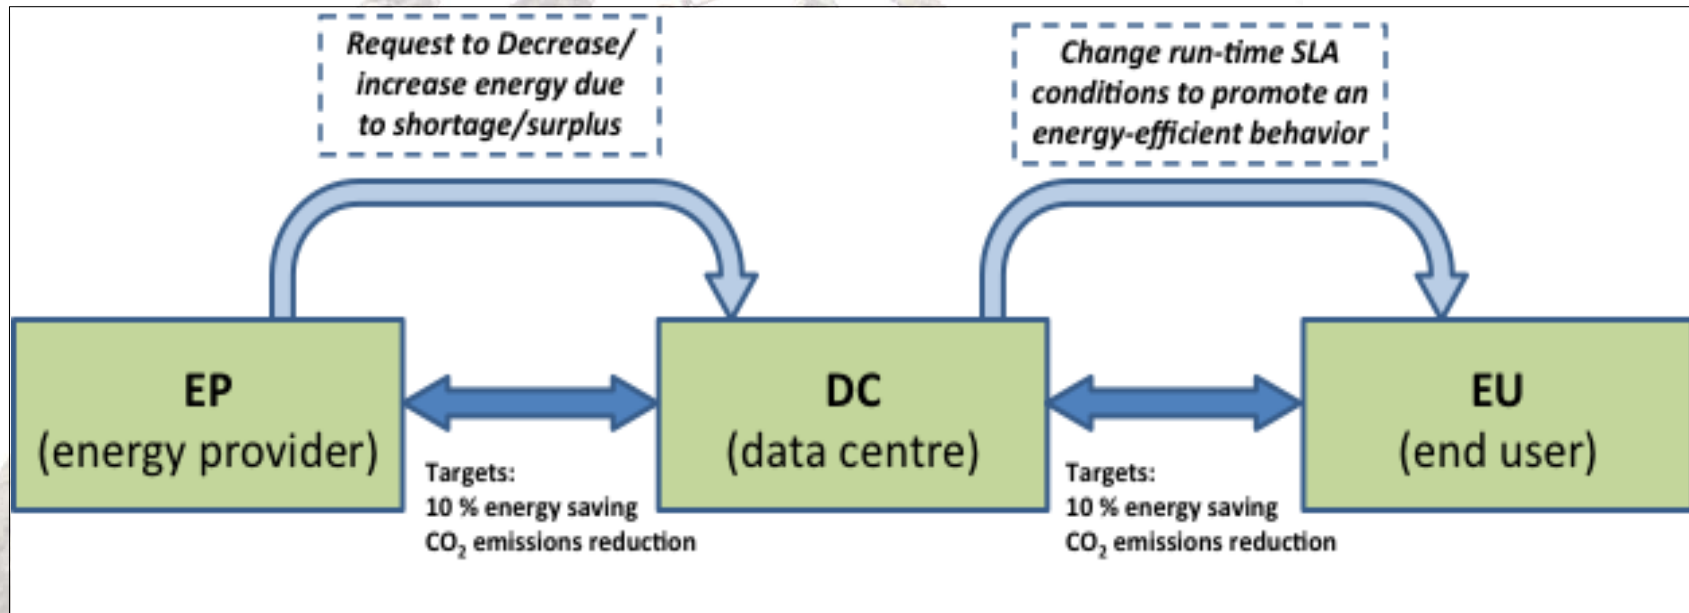 Request to Decrease/
increase energy due
to shortage/surplus
Change run-time SLA
conditions to promote an
energy-efficient behavior
EP
(energy provider)
DC
(data centre)
EU
(end user)
Targets:
10 % energy saving
CO₂ emissions reduction
Targets:
10 % energy saving
CO₂ emissions reduction